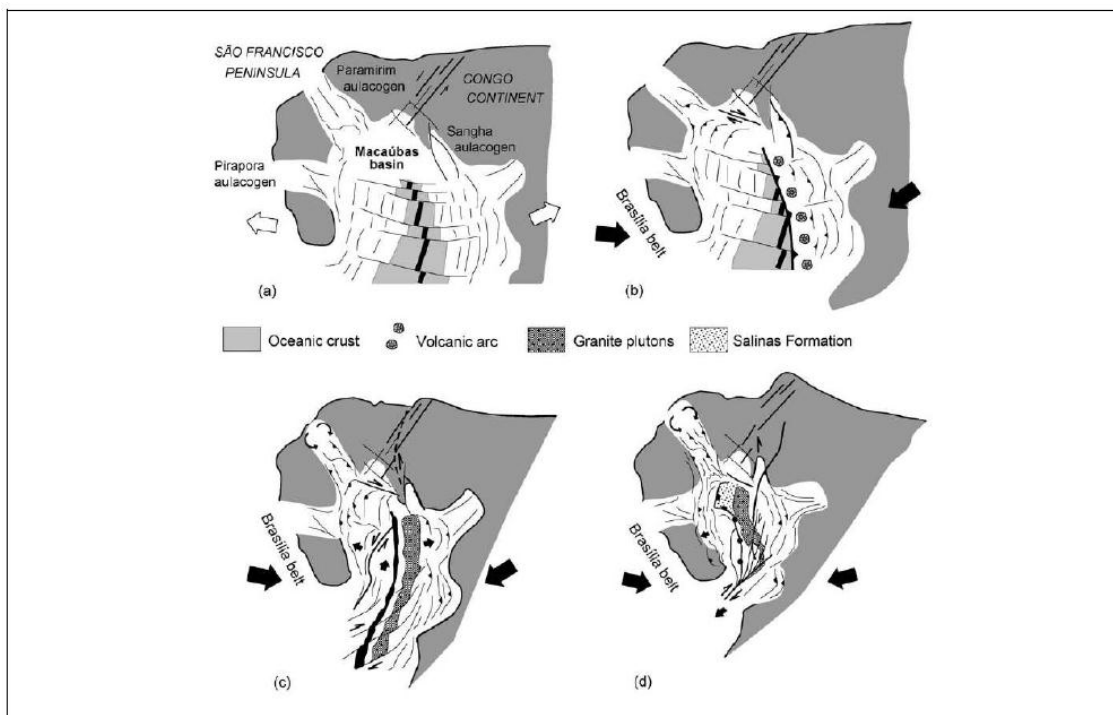 SÃO FRANCISCO
PENINSULA
Paramirim
aulacogen
CONGO
CONTINENT
Sangha
aulacogen
Macaúbas
basin
Pirapora
aulacogen
(a)
Brasília belt
(b)
Oceanic crust
Volcanic arc
Granite plutons
Salinas Formation
Brasília belt
(c)
Brasília belt
(d)